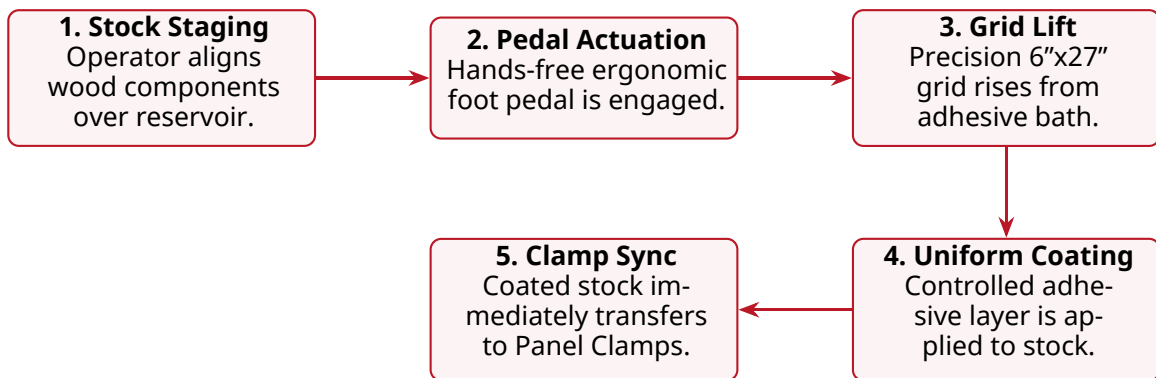 1. Stock Staging
Operator aligns
wood components
over reservoir.
2. Pedal Actuation
Hands-free ergonomic
foot pedal is engaged.
3. Grid Lift
Precision 6”x27”
grid rises from
adhesive bath.
4. Uniform Coating
Controlled adhe-
sive layer is ap-
plied to stock.
5. Clamp Sync
Coated stock im-
mediately transfers
to Panel Clamps.